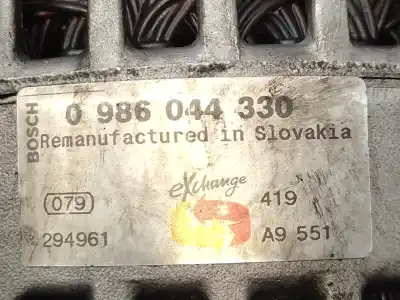 BOSCH
0 986 044 330
Remanufactured in Slovakia
079
eXchange
419
294961
A9 551